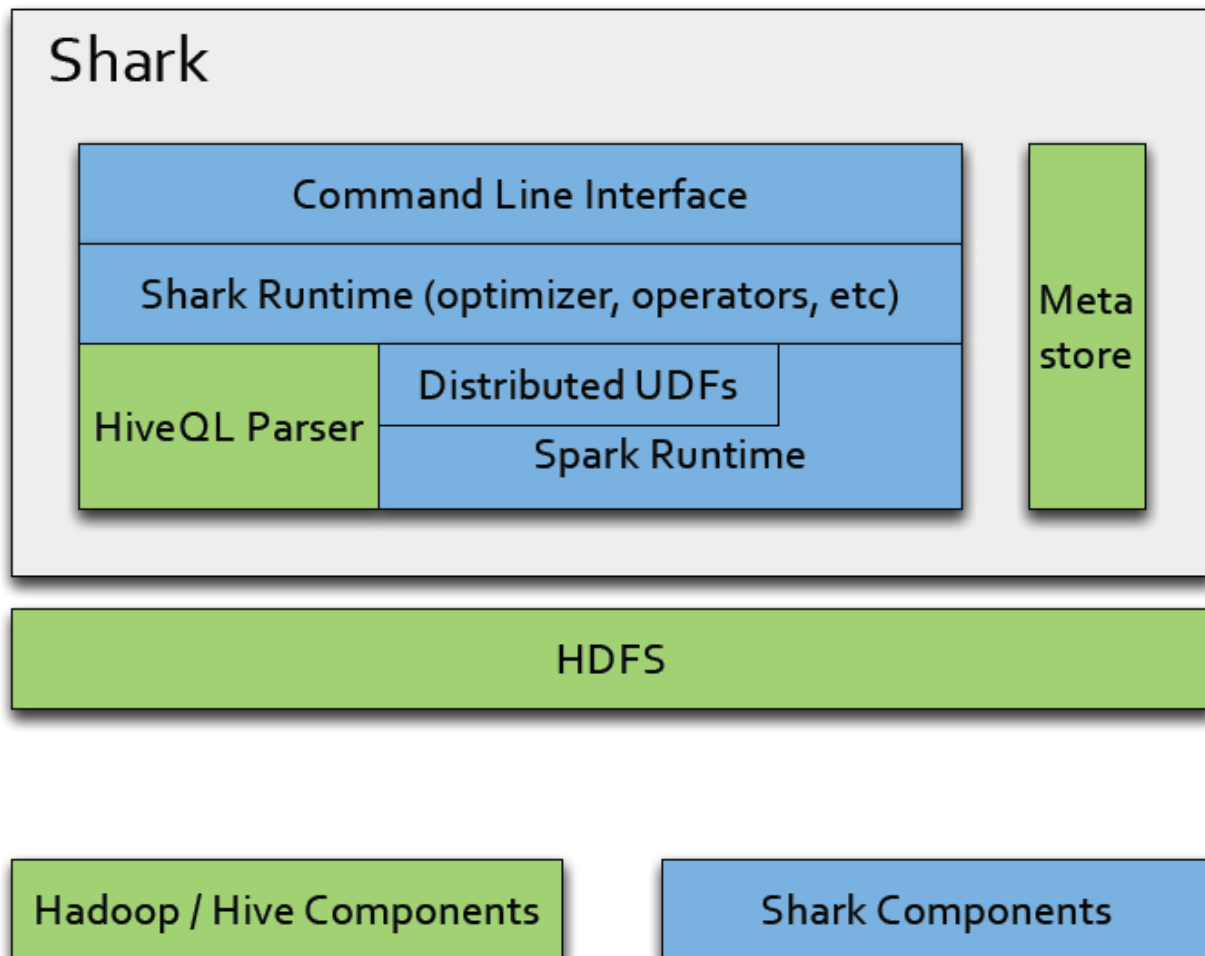 Shark
Command Line Interface
Shark Runtime (optimizer, operators, etc)
Meta
store
HiveQL Parser
Distributed UDFs
Spark Runtime
HDFS
Hadoop / Hive Components
Shark Components